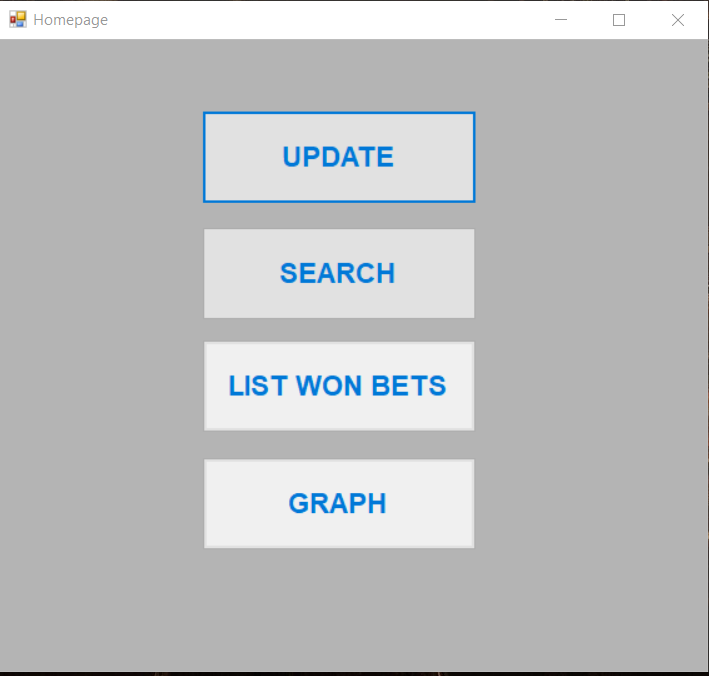 Homepage
UPDATE
SEARCH
LIST WON BETS
GRAPH